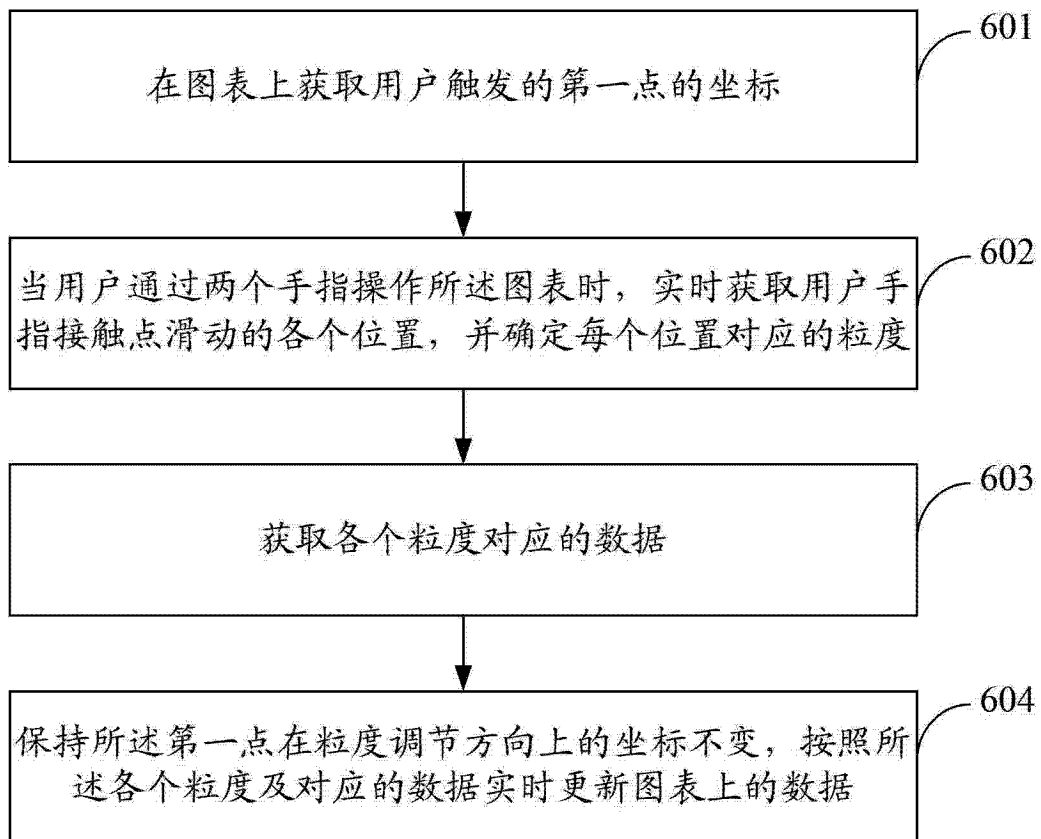 601
在图表上获取用户触发的第一点的坐标
602
当用户通过两个手指操作所述图表时，实时获取用户手
指接触点滑动的各个位置，并确定每个位置对应的粒度
603
获取各个粒度对应的数据
604
保持所述第一点在粒度调节方向上的坐标不变，按照所
述各个粒度及对应的数据实时更新图表上的数据